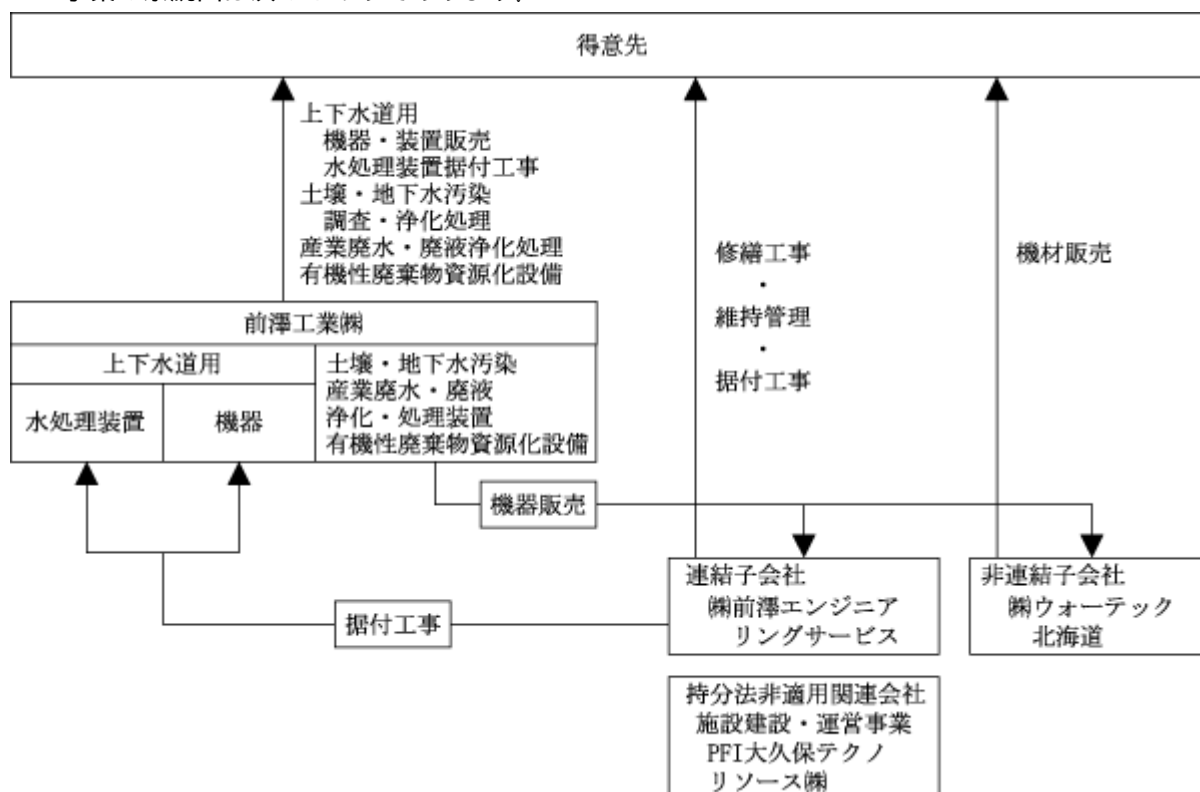 得意先
上下水道用
機器・装置販売
水処理装置据付工事
土壌・地下水汚染
調査・浄化処理
産業廃水・廃液浄化処理
有機性廃棄物資源化設備
修繕工事
・
維持管理
・
据付工事
機材販売
前澤工業㈱
上下水道用
水処理装置
機器
土壌・地下水汚染
産業廃水・廃液
浄化・処理装置
有機性廃棄物資源化設備
機器販売
据付工事
連結子会社
㈱前澤エンジニア
リングサービス
非連結子会社
㈱ウォーテック
北海道
持分法非適用関連会社
施設建設・運営事業
PFI大久保テクノ
リソース㈱